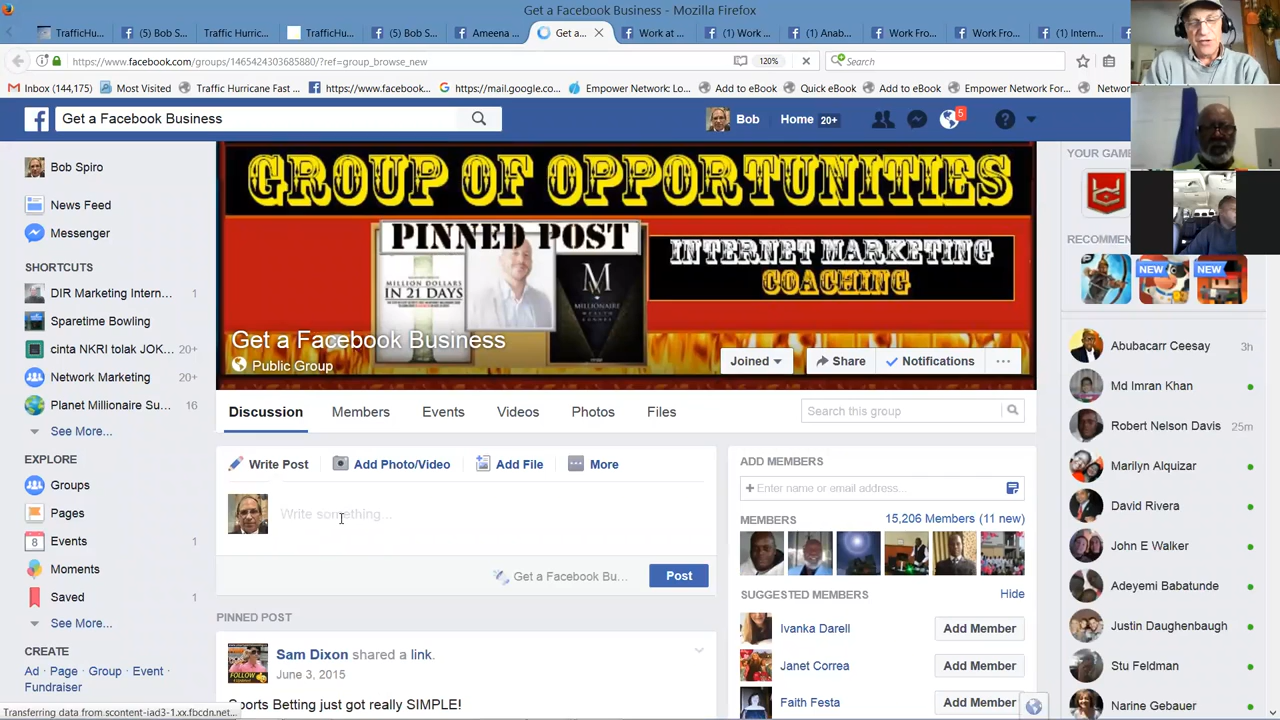 Get a Facebook Business - Mozilla Firefox
TrafficHu...
(5) Bob S...
Traffic Hurric...
TrafficHu...
(5) Bob S...
Ameena ...
Get a...
Work at ...
(1) Work ...
(1) Anab...
Work Fro...
Work Fro...
(1) Intern...
https://www.facebook.com/groups/1465424303685880/?ref=group_browse_new
120%
Search
Inbox (144,175)
Most Visited
Traffic Hurricane Fast ...
https://www.facebook...
https://mail.google.co...
Empower Network: Lo...
Add to eBook
Quick eBook
Add to eBook
Empower Network: For...
Get a Facebook Business
Bob
Home 20+
5
Bob Spiro
News Feed
Messenger
SHORTCUTS
DIR Marketing Intern... 1
Sparetime Bowling
cinta NKRI tolak JOK... 20+
Network Marketing 20+
Planet Millionaire Su... 16
See More...
EXPLORE
Groups
Pages
8 Events 1
Moments
Saved 1
See More...
CREATE
Ad · Page · Group · Event ·
Fundraiser
GROUP OF OPPORTUNITIES
PINNED POST
MILLION DOLLARS
IN 21 DAYS
M
MILLIONAIRE
INTERNET MARKETING
COACHING
Get a Facebook Business
Public Group
Joined
Share
Notifications
Discussion
Members
Events
Videos
Photos
Files
Search this group
Write Post
Add Photo/Video
Add File
More
Write something...
Get a Facebook Bu...
Post
PINNED POST
FOLLOW
Sam Dixon shared a link.
June 3, 2015
Sports Betting just got really SIMPLE!
ADD MEMBERS
+ Enter name or email address...
MEMBERS
15,206 Members (11 new)
SUGGESTED MEMBERS
Hide
Ivanka Darell
Add Member
Janet Correa
Add Member
Faith Festa
Add Member
YOUR GAME
RECOMMEN
NEW
NEW
Abubacarr Ceesay 3h
Md Imran Khan
Robert Nelson Davis 25m
Marilyn Alquizar
David Rivera
John E Walker
Adeyemi Babatunde
Justin Daughenbaugh
Stu Feldman
Narine Gebauer
Transferring data from scontent-iad3-1.xx.fbcdn.net...